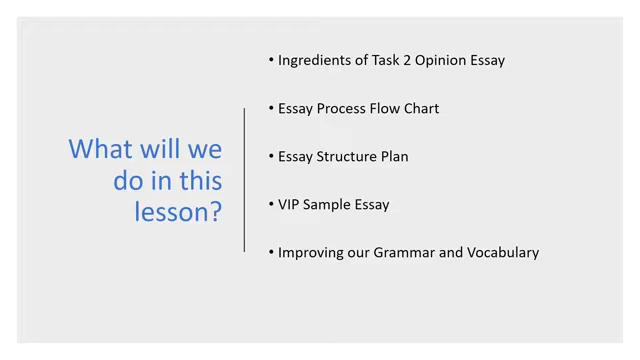 What will we
do in this
lesson?
• Ingredients of Task 2 Opinion Essay
• Essay Process Flow Chart
• Essay Structure Plan
• VIP Sample Essay
• Improving our Grammar and Vocabulary